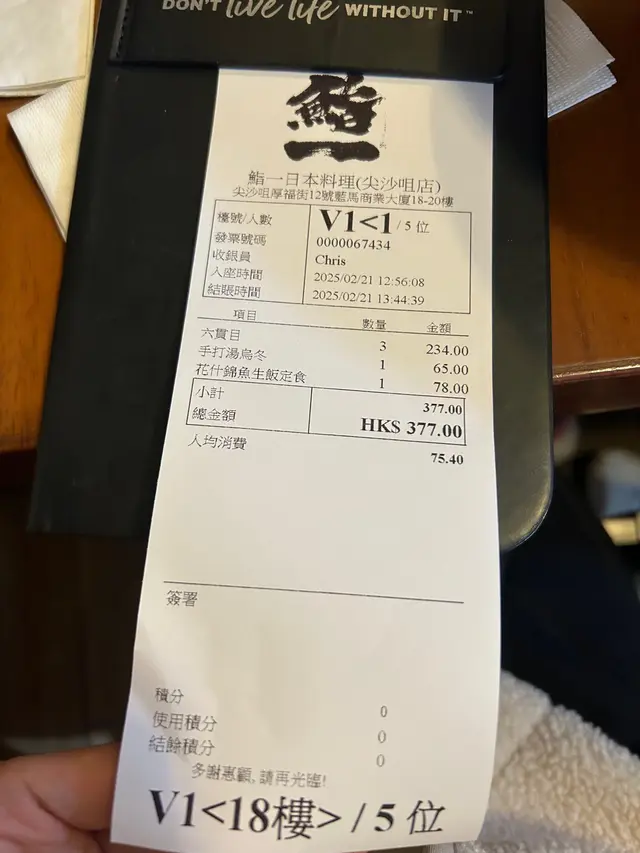 DON'T live life WITHOUT IT™
鮨一
鮨一日本料理(尖沙咀店)
尖沙咀厚福街12號藍馬商業大廈18-20樓
檯號/人數 V1<1 / 5 位
發票號碼 0000067434
收銀員 Chris
入座時間 2025/02/21 12:56:08
結賬時間 2025/02/21 13:44:39
項目 數量 金額
六貫目 3 234.00
手打湯烏冬 1 65.00
花什錦魚生飯定食 1 78.00
小計 377.00
總金額 HK$ 377.00
人均消費 75.40
簽署
積分 0
使用積分 0
結餘積分 0
多謝惠顧, 請再光臨!
V1<18樓> / 5 位